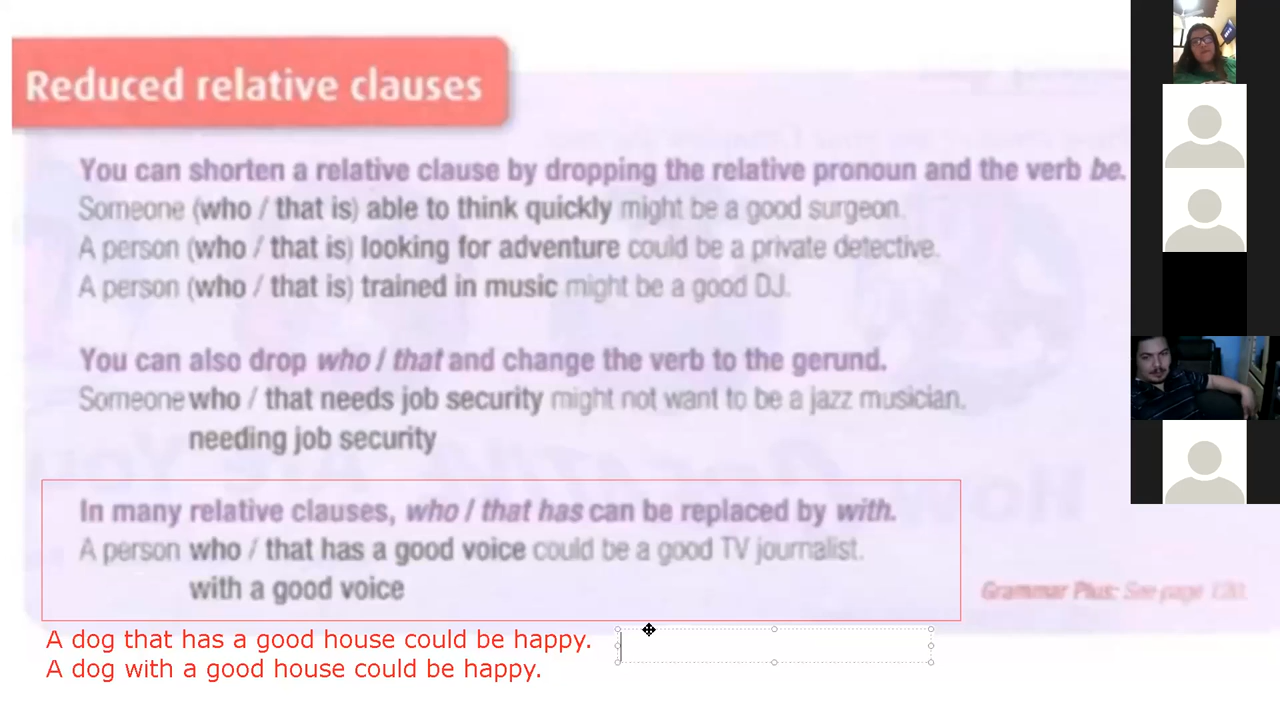 Reduced relative clauses
You can shorten a relative clause by dropping the relative pronoun and the verb be.
Someone (who / that is) able to think quickly might be a good surgeon.
A person (who / that is) looking for adventure could be a private detective.
A person (who / that is) trained in music might be a good DJ.
You can also drop who / that and change the verb to the gerund.
Someone who / that needs job security might not want to be a jazz musician.
needing job security
In many relative clauses, who / that has can be replaced by with.
A person who / that has a good voice could be a good TV journalist.
with a good voice
Grammar Plus: See page
A dog that has a good house could be happy.
A dog with a good house could be happy.